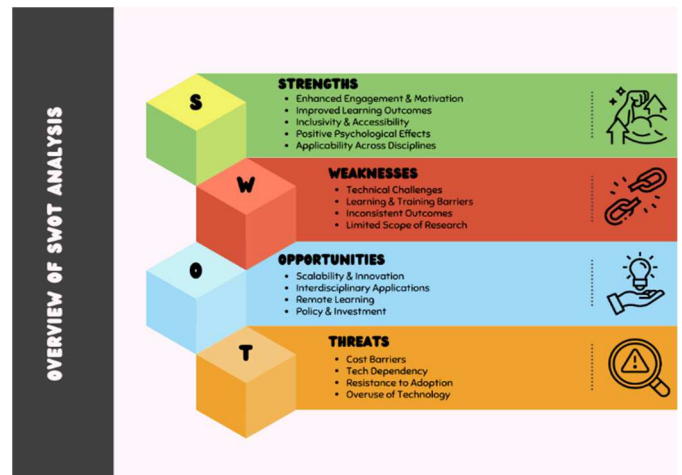 OVERVIEW OF SWOT ANALYSIS
S
STRENGTHS
• Enhanced Engagement & Motivation
• Improved Learning Outcomes
• Inclusivity & Accessibility
• Positive Psychological Effects
• Applicability Across Disciplines
W
WEAKNESSES
• Technical Challenges
• Learning & Training Barriers
• Inconsistent Outcomes
• Limited Scope of Research
O
OPPORTUNITIES
• Scalability & Innovation
• Interdisciplinary Applications
• Remote Learning
• Policy & Investment
T
THREATS
• Cost Barriers
• Tech Dependency
• Resistance to Adoption
• Overuse of Technology